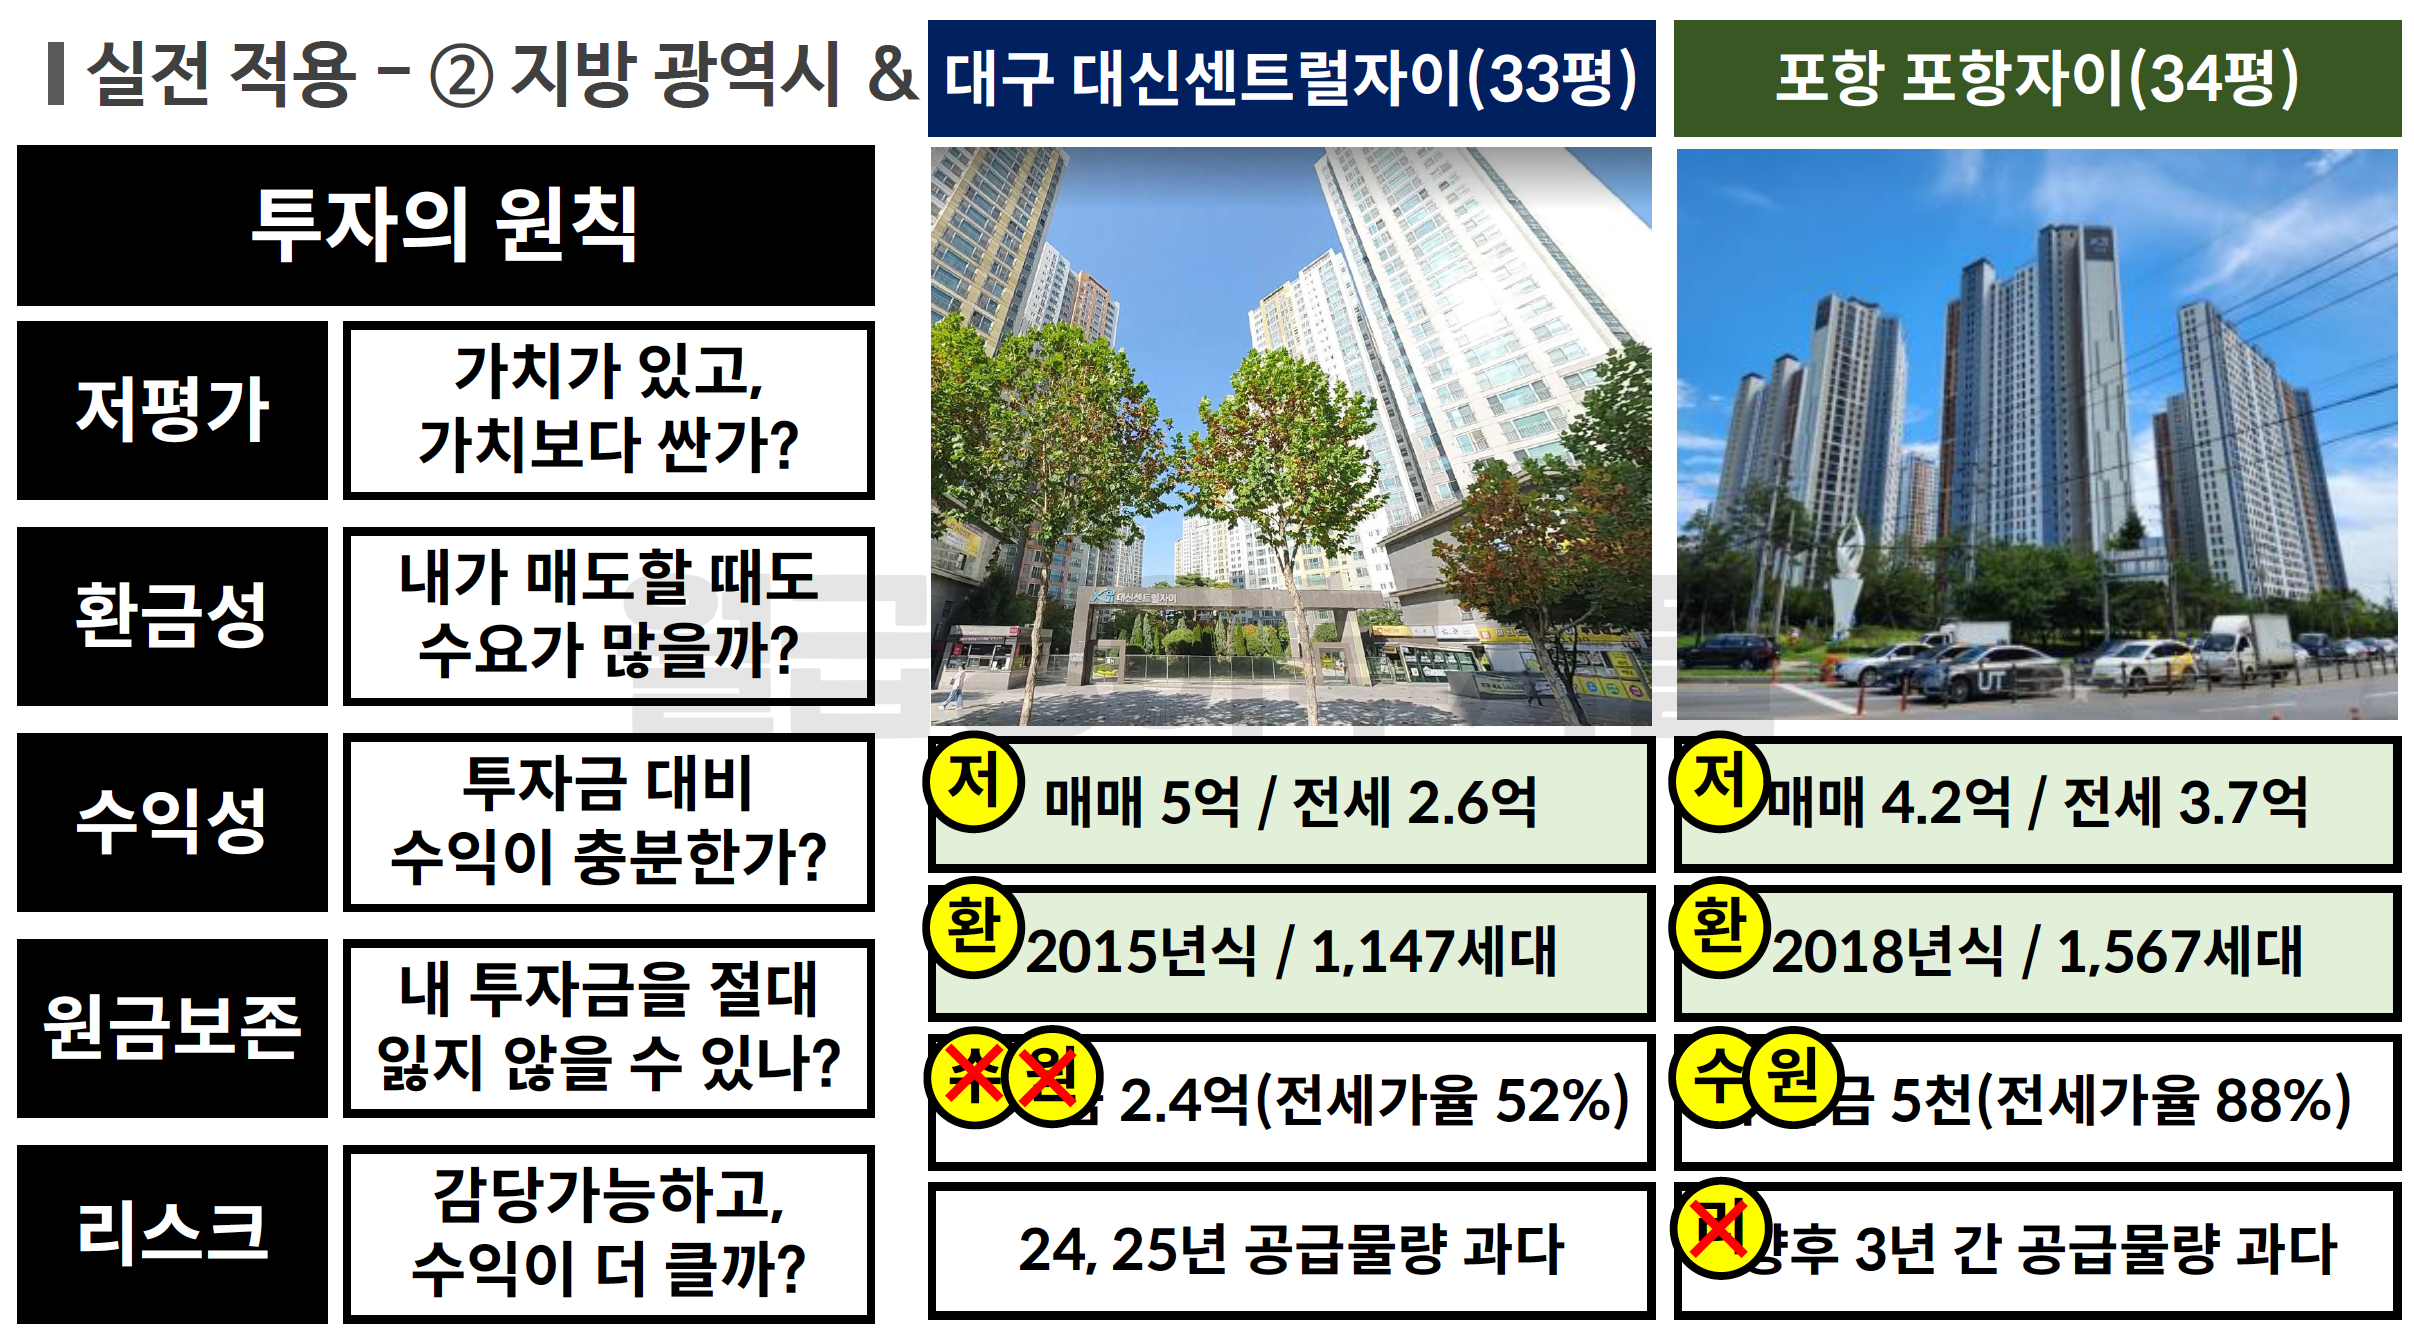 실전 적용 – ② 지방 광역시 &
대구 대신센트럴자이(33평)
포항 포항자이(34평)
투자의 원칙
저평가
가치가 있고,
가치보다 싼가?
환금성
내가 매도할 때도
수요가 많을까?
수익성
투자금 대비
수익이 충분한가?
원금보존
내 투자금을 절대
잃지 않을 수 있나?
리스크
감당가능하고,
수익이 더 클까?
대신센트럴자이
저
매매 5억 / 전세 2.6억
환
2015년식 / 1,147세대
수 원
금 2.4억(전세가율 52%)
24, 25년 공급물량 과다
UT
저
매매 4.2억 / 전세 3.7억
환
2018년식 / 1,567세대
수 원
금 5천(전세가율 88%)
리
향후 3년 간 공급물량 과다